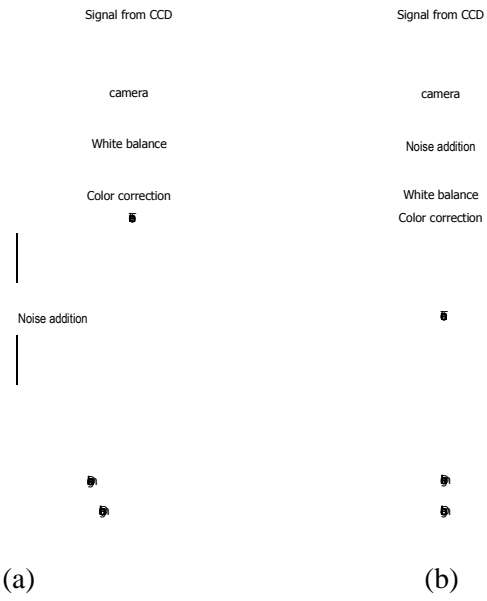 Signal from CCD
Signal from CCD
camera
camera
White balance
Noise addition
Color correction
White balance
Color correction
Noise addition
(a)
(b)